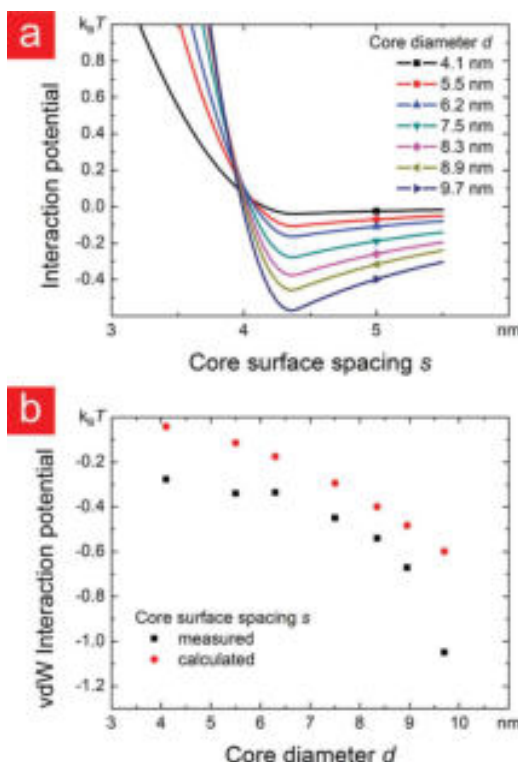 a
k_BT
Core diameter d
4.1 nm
5.5 nm
6.2 nm
7.5 nm
8.3 nm
8.9 nm
9.7 nm
Interaction potential
0.8
0.6
0.4
0.2
0.0
-0.2
-0.4
3 4 5 nm
Core surface spacing s
b
k_BT
vdW Interaction potential
-0.2
-0.4
-0.6
-0.8
-1.0
-1.2
Core surface spacing s
measured
calculated
3 4 5 6 7 8 9 10 nm
Core diameter d